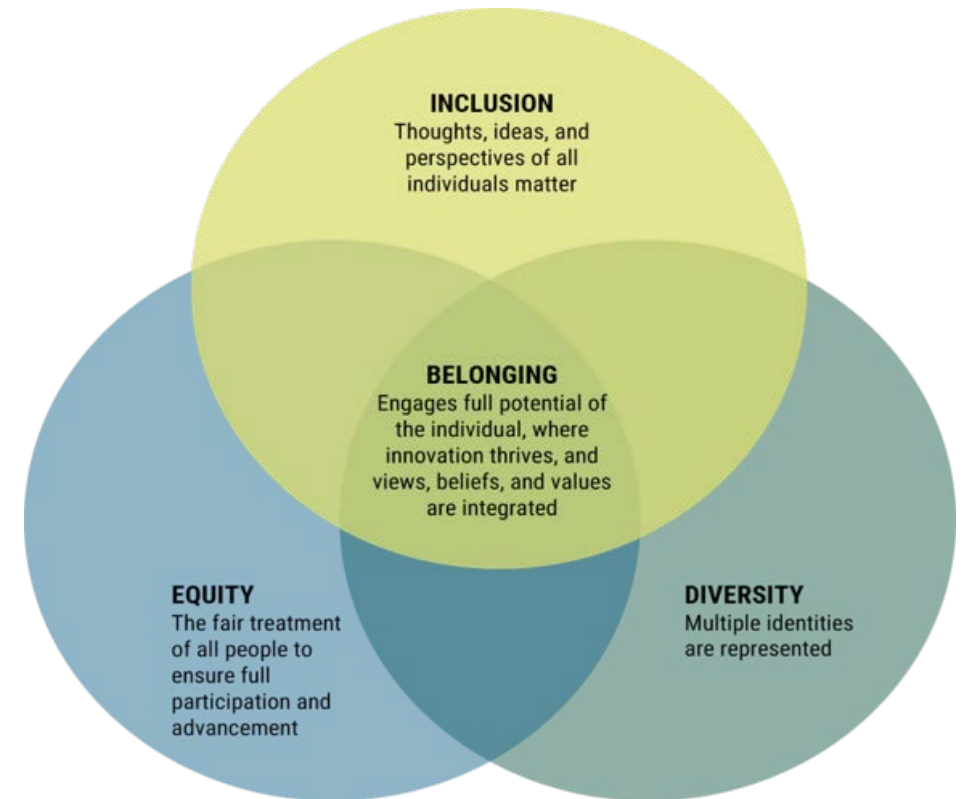 INCLUSION
Thoughts, ideas, and
perspectives of all
individuals matter
BELONGING
Engages full potential of
the individual, where
innovation thrives, and
views, beliefs, and values
are integrated
EQUITY
The fair treatment
of all people to
ensure full
participation and
advancement
DIVERSITY
Multiple identities
are represented